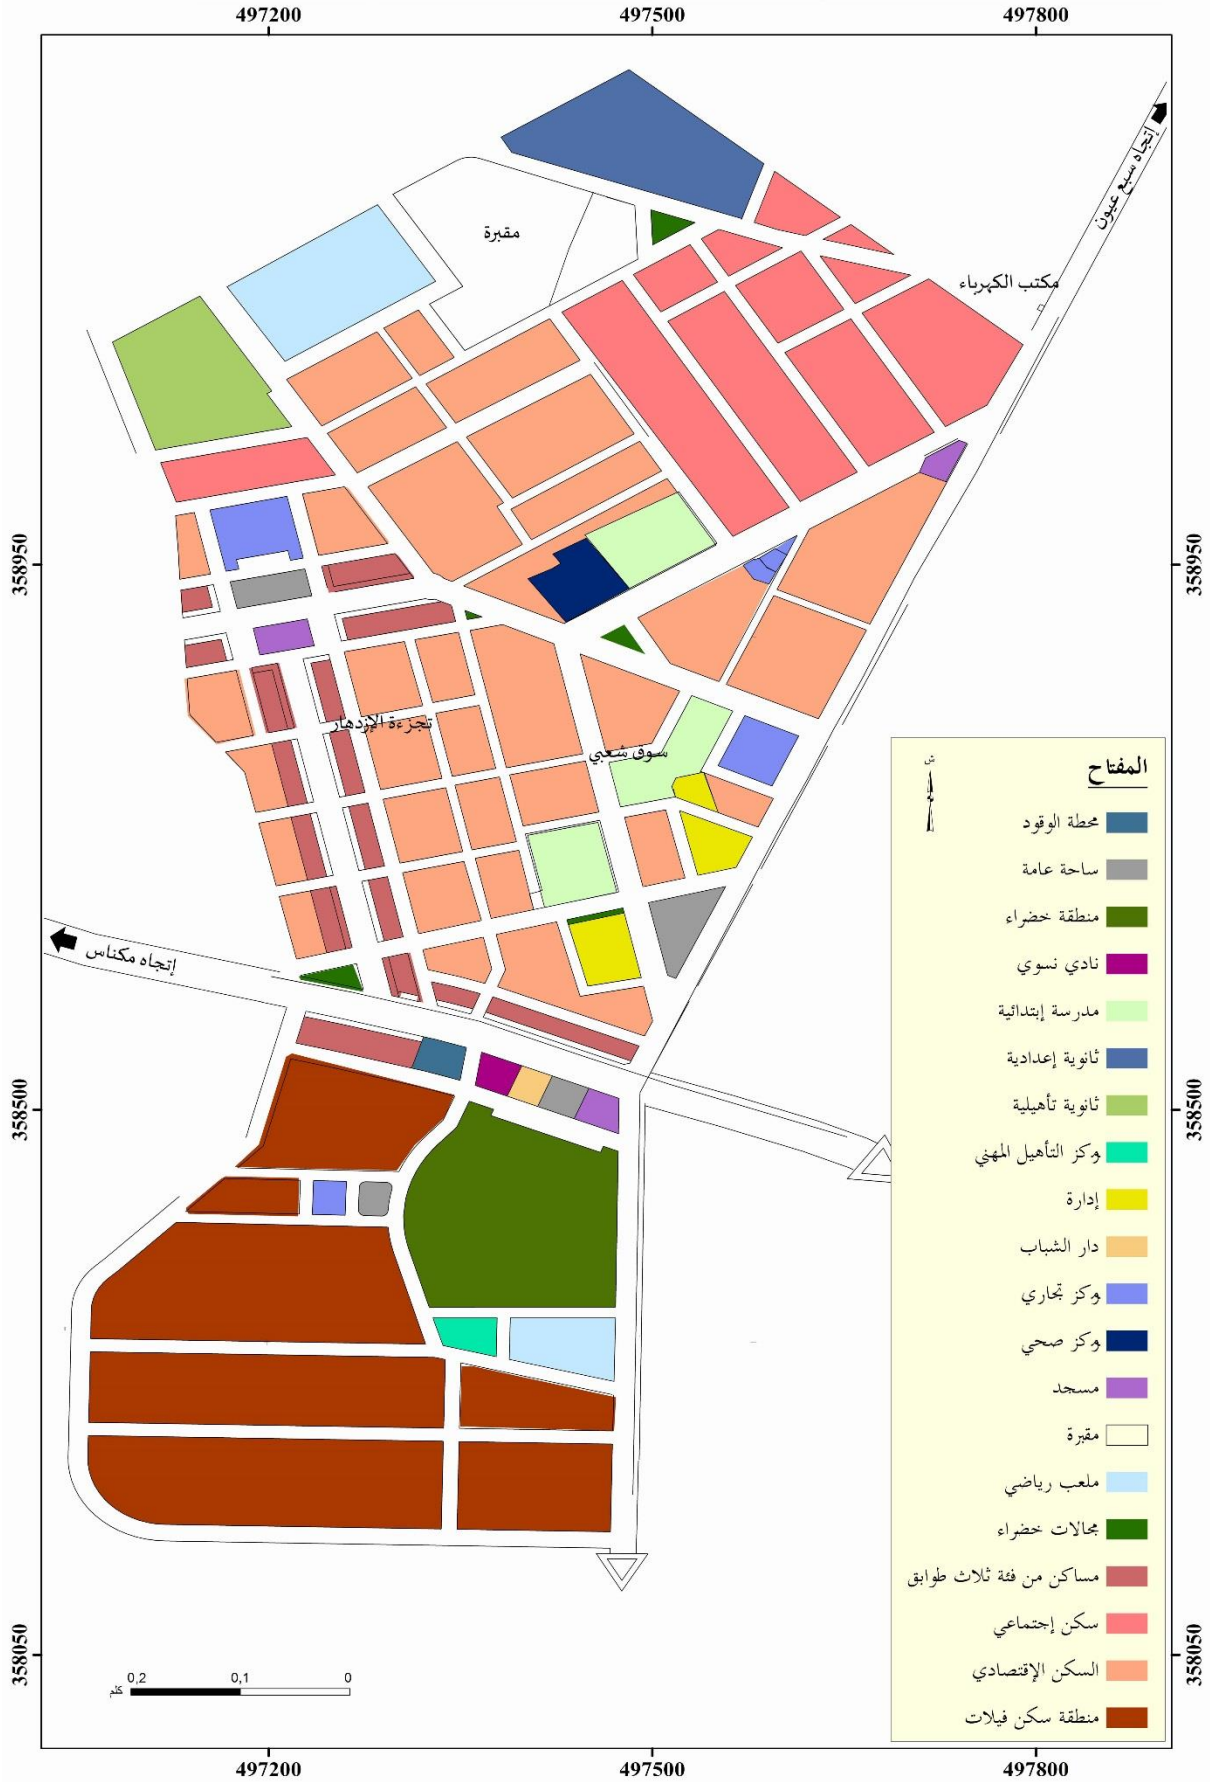 497200 497500 497800
إتجاه سبع عيون
مقبرة
مكتب الكهرباء
358950 358950
تجزءة الإزدهار
سوق شعبي
إتجاه مكناس
358500 358500
358050 358050
المفتاح
ش
محطة الوقود
ساحة عامة
منطقة خضراء
نادي نسوي
مدرسة إبتدائية
ثانوية إعدادية
ثانوية تأهيلية
مركز التأهيل المهني
إدارة
دار الشباب
مركز تجاري
مركز صحي
مسجد
مقبرة
ملعب رياضي
مجالات خضراء
مساكن من فئة ثلاث طوابق
سكن إجتماعي
السكن الإقتصادي
منطقة سكن فيلات
0,2 0,1 0
كلم
497200 497500 497800